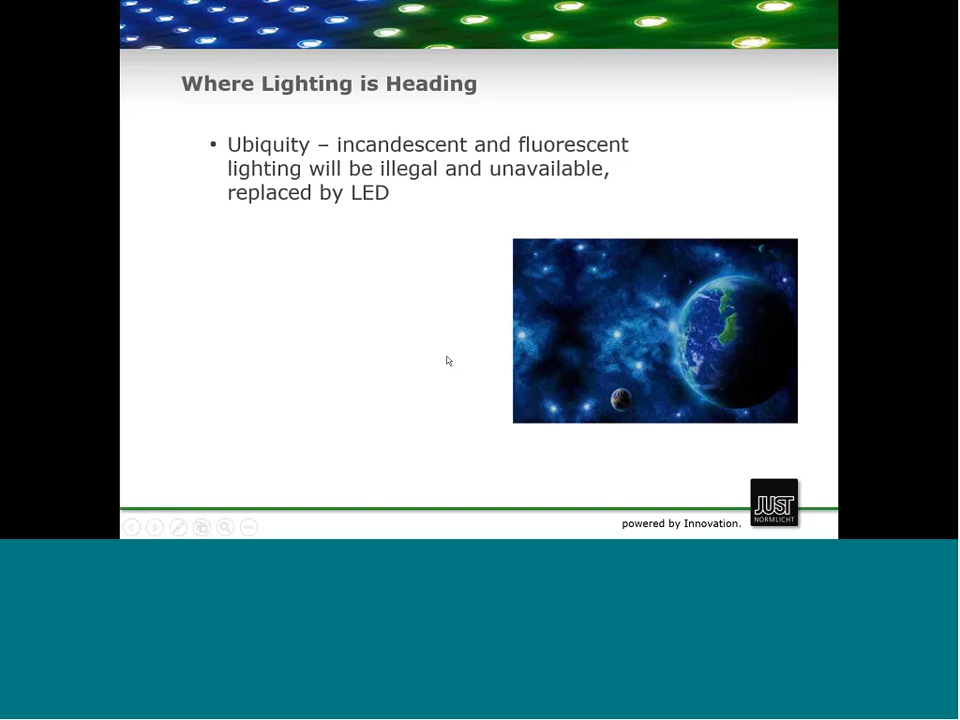 Where Lighting is Heading
• Ubiquity – incandescent and fluorescent
lighting will be illegal and unavailable,
replaced by LED
JUST
NORMLICHT
powered by Innovation.